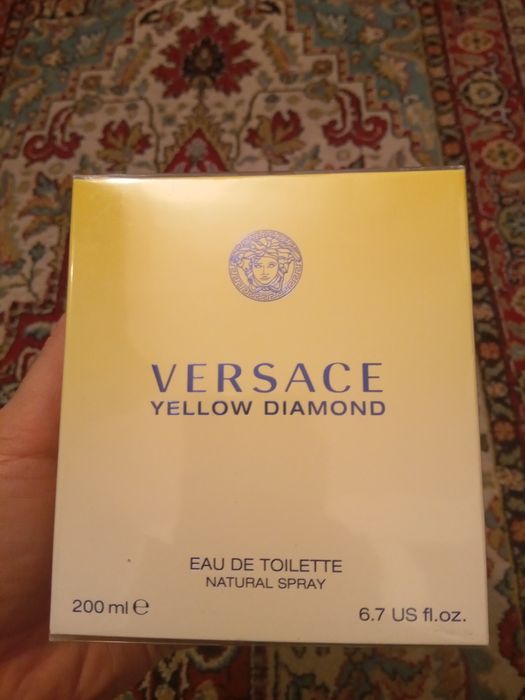 VERSACE
YELLOW DIAMOND
EAU DE TOILETTE
NATURAL SPRAY
200 ml ℮
6.7 US fl.oz.